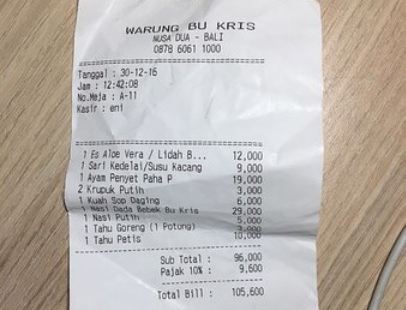 WARUNG BU KRIS
NUSA DUA - BALI
0878 6061 1000
Tanggal : 30-12-16
Jam : 12:42:08
No.Meja : A-11
Kasir : eni
1 Es Aloe Vera / Lidah B... 12,000
1 Sari Kedelai/Susu Kacang 9,000
1 Ayam Penyet Paha P 19,000
2 Krupuk Putih 3,000
1 Kuah Sop Daging 6,000
1 Nasi Dada Bebek Bu Kris 29,000
1 Nasi Putih 5,000
1 Tahu Goreng (1 Potong) 3,000
1 Tahu Petis 10,000
Sub Total : 96,000
Pajak 10% : 9,600
Total Bill : 105,600